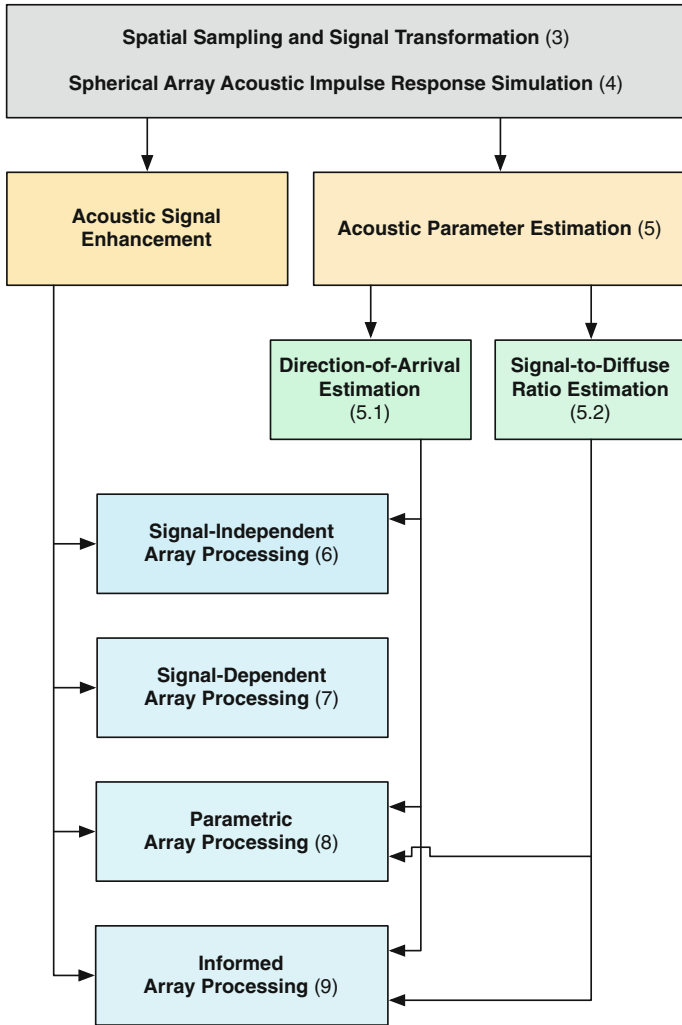 Spatial Sampling and Signal Transformation (3)
Spherical Array Acoustic Impulse Response Simulation (4)
Acoustic Signal
Enhancement
Acoustic Parameter Estimation (5)
Direction-of-Arrival
Estimation
(5.1)
Signal-to-Diffuse
Ratio Estimation
(5.2)
Signal-Independent
Array Processing (6)
Signal-Dependent
Array Processing (7)
Parametric
Array Processing (8)
Informed
Array Processing (9)